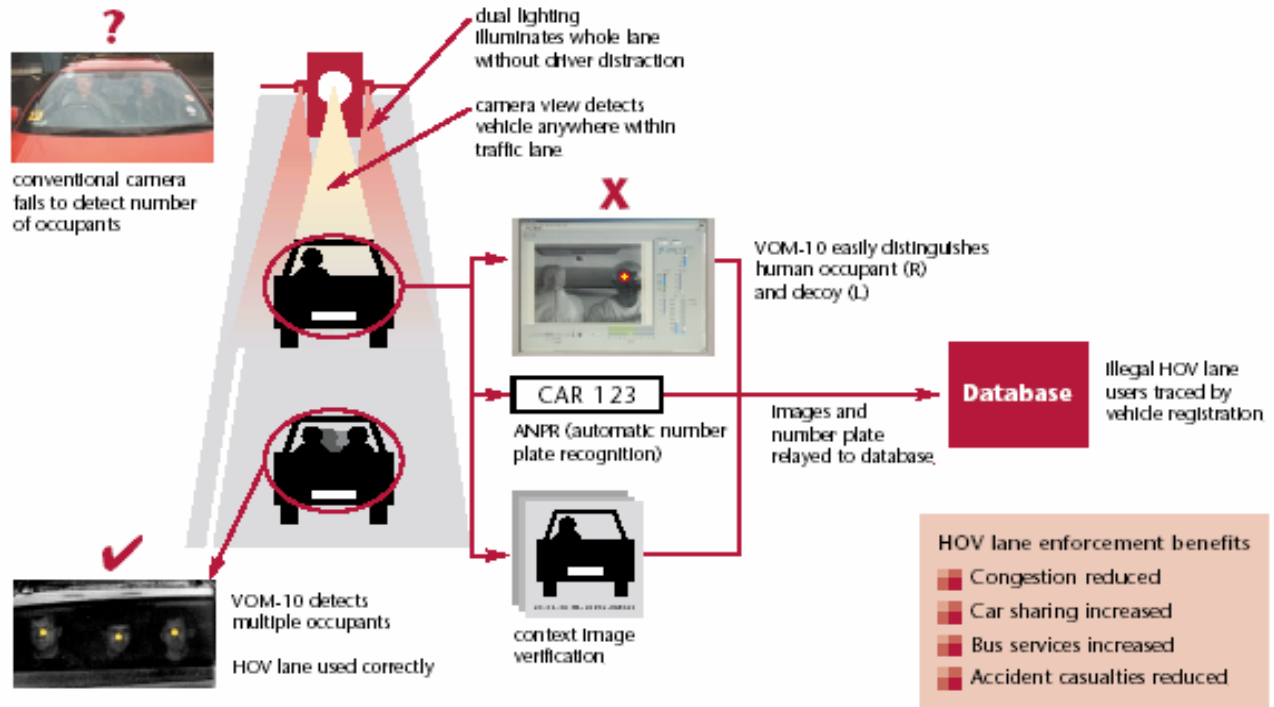 ?
dual lighting
illuminates whole lane
without driver distraction
camera view detects
vehicle anywhere within
traffic lane
conventional camera
fails to detect number
of occupants
X
VOM-10 easily distinguishes
human occupant (R)
and decoy (L)
CAR 123
ANPR (automatic number
plate recognition)
Images and
number plate
relayed to database
Database
Illegal HOV lane
users traced by
vehicle registration
VOM-10 detects
multiple occupants
HOV lane used correctly
context image
verification
HOV lane enforcement benefits
Congestion reduced
Car sharing increased
Bus services increased
Accident casualties reduced